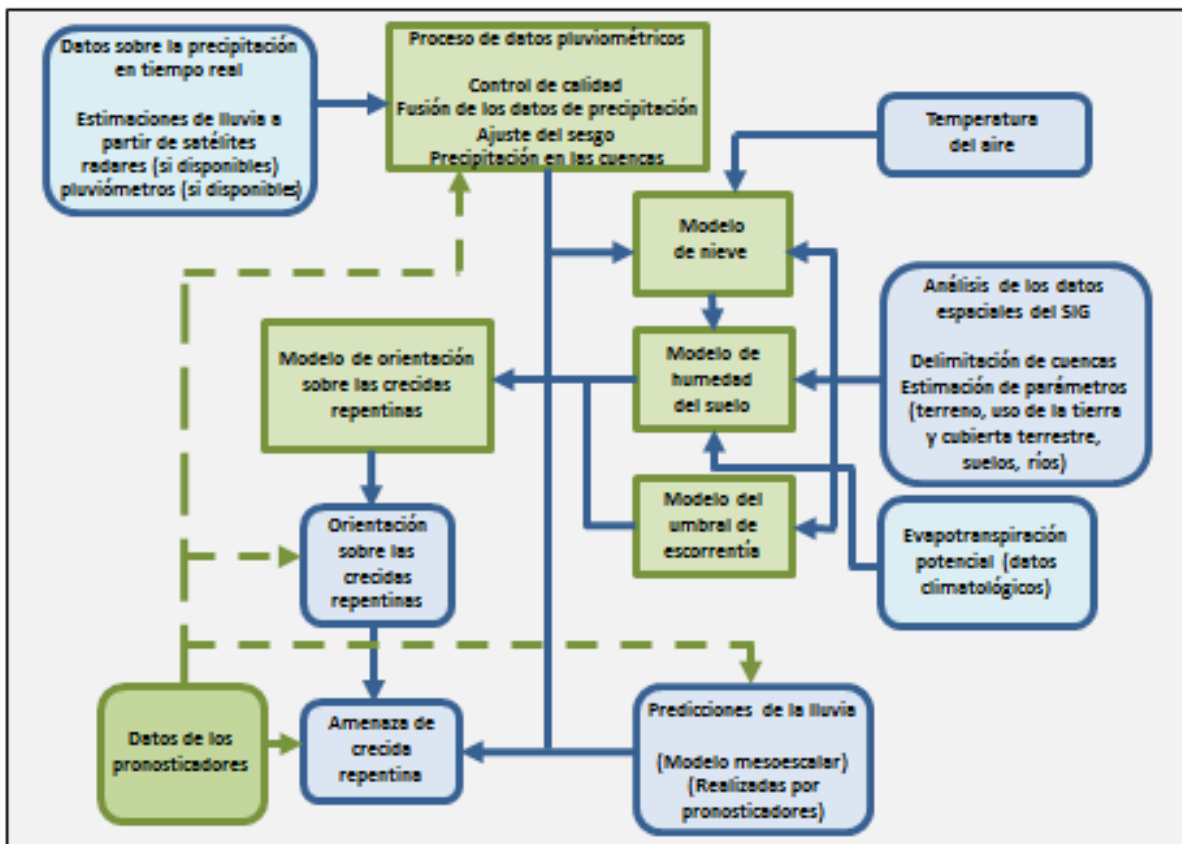 Datos sobre la precipitación
en tiempo real
Estimaciones de lluvia a
partir de satélites
radares (si disponibles)
pluviómetros (si disponibles)
Proceso de datos pluviométricos
Control de calidad
Fusión de los datos de precipitación
Ajuste del sesgo
Precipitación en las cuencas
Temperatura
del aire
Modelo
de nieve
Análisis de los datos
espaciales del SIG
Delimitación de cuencas
Estimación de parámetros
(terreno, uso de la tierra
y cubierta terrestre,
suelos, ríos)
Modelo de orientación
sobre las crecidas
repentinas
Modelo de
humedad
del suelo
Modelo del
umbral de
escorrentía
Evapotranspiración
potencial (datos
climatológicos)
Orientación
sobre las
crecidas
repentinas
Datos de los
pronosticadores
Amenaza de
crecida
repentina
Predicciones de la lluvia
(Modelo mesoescalar)
(Realizadas por
pronosticadores)